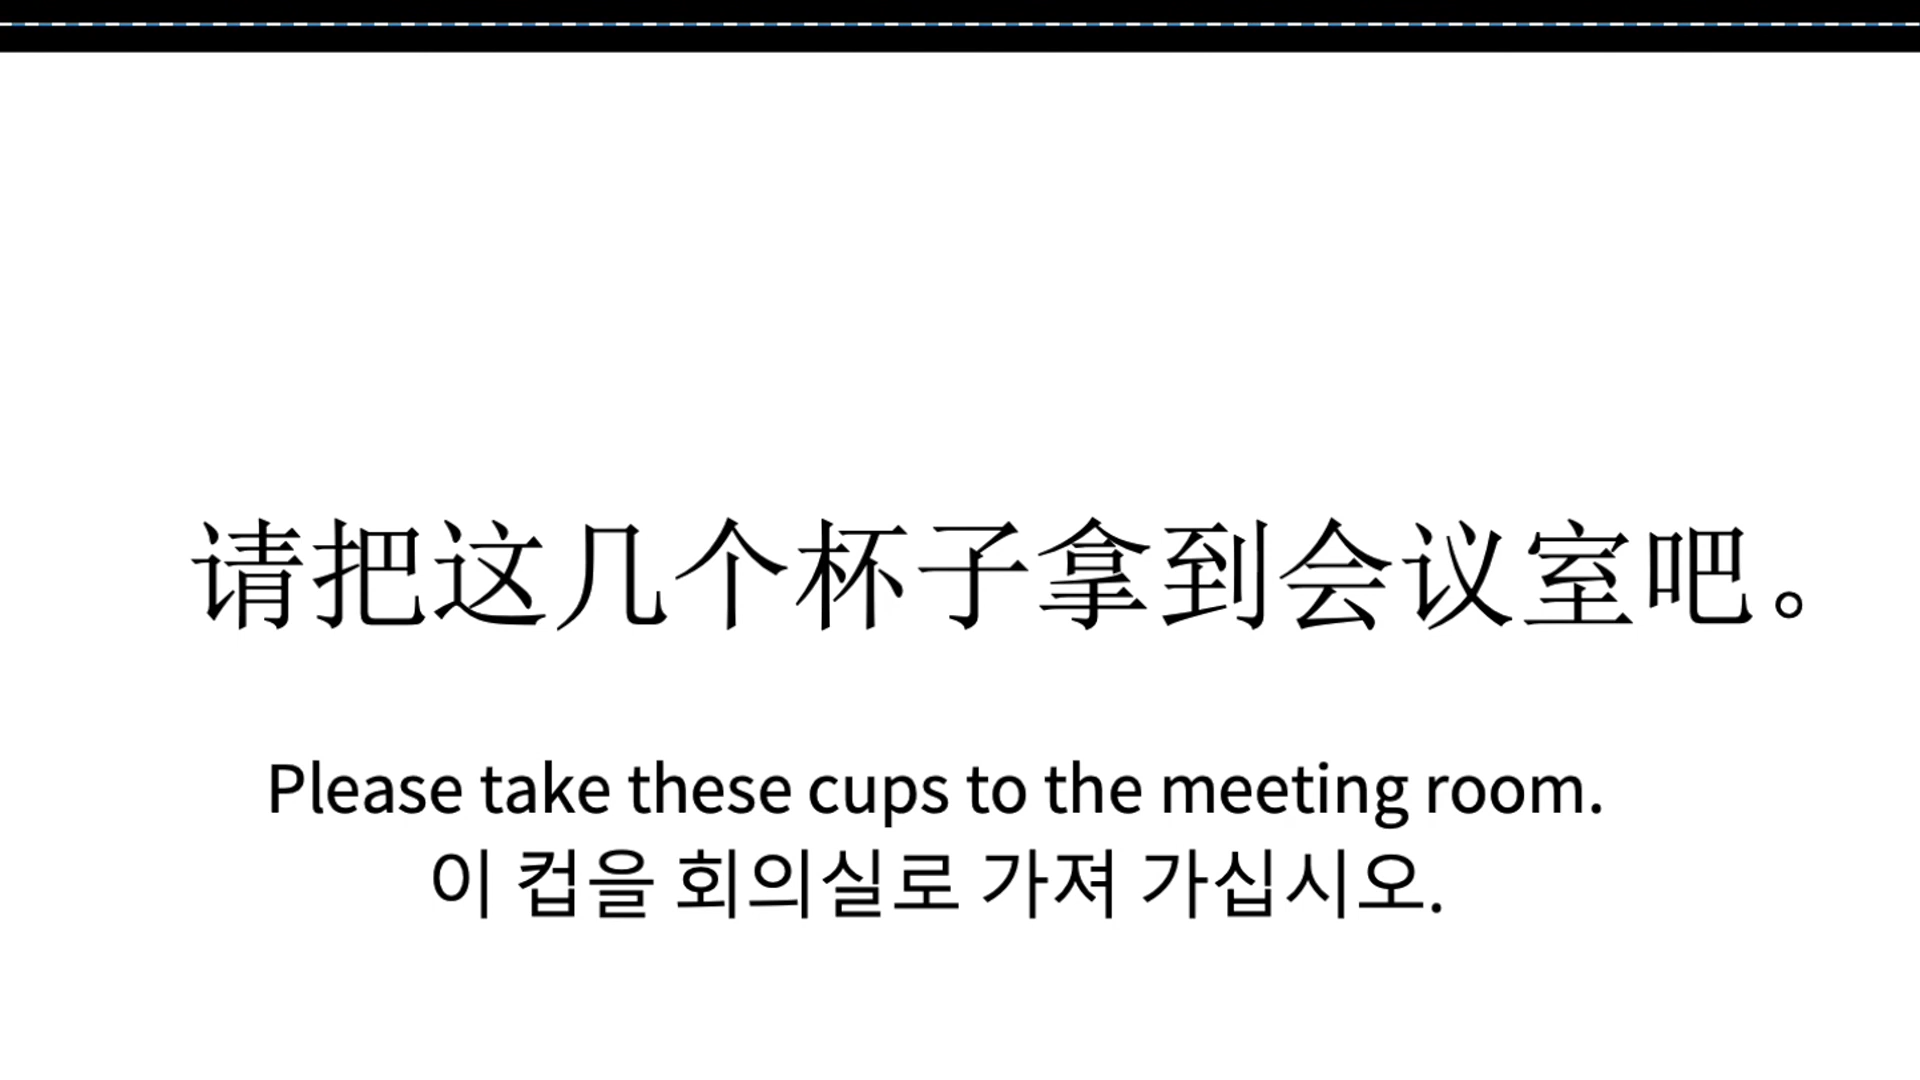 请把这几个杯子拿到会议室吧。
Please take these cups to the meeting room.
이 컵을 회의실로 가져 가십시오.